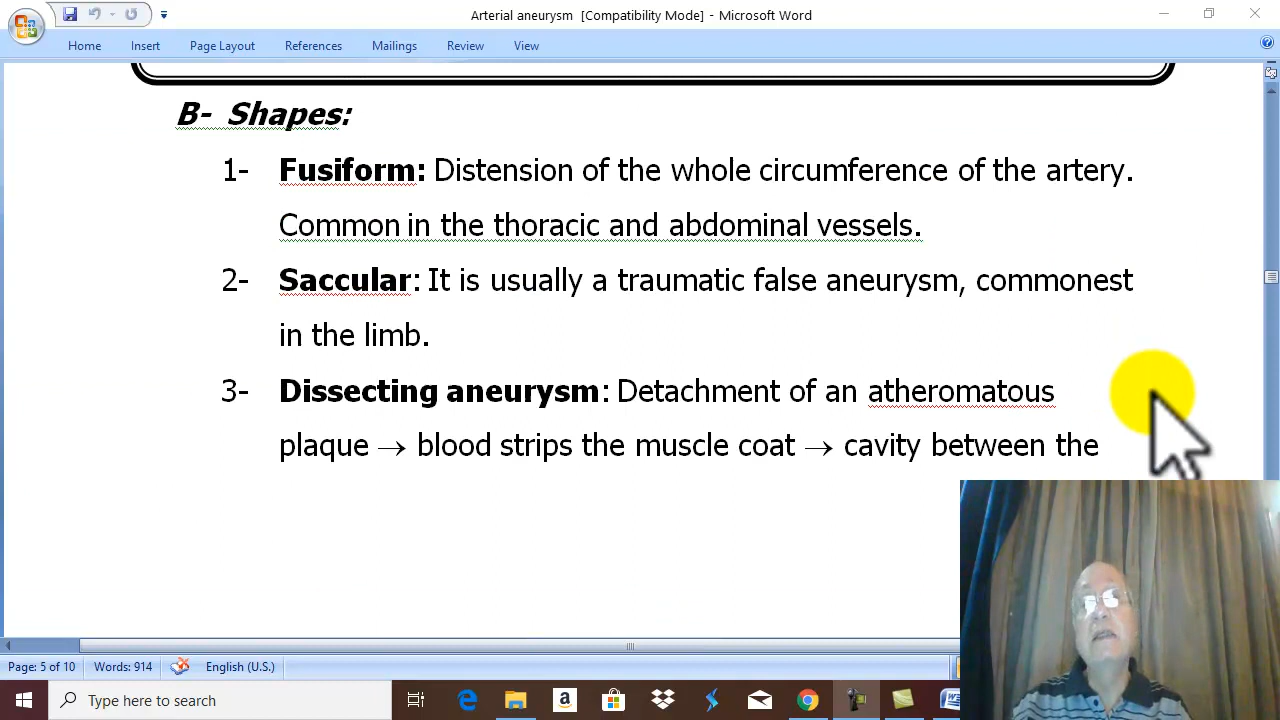 Arterial aneurysm [Compatibility Mode] - Microsoft Word
Home Insert Page Layout References Mailings Review View
B- Shapes:
1- Fusiform: Distension of the whole circumference of the artery.
Common in the thoracic and abdominal vessels.
2- Saccular: It is usually a traumatic false aneurysm, commonest
in the limb.
3- Dissecting aneurysm: Detachment of an atheromatous
plaque → blood strips the muscle coat → cavity between the
Page: 5 of 10 Words: 914 English (U.S.)
Type here to search